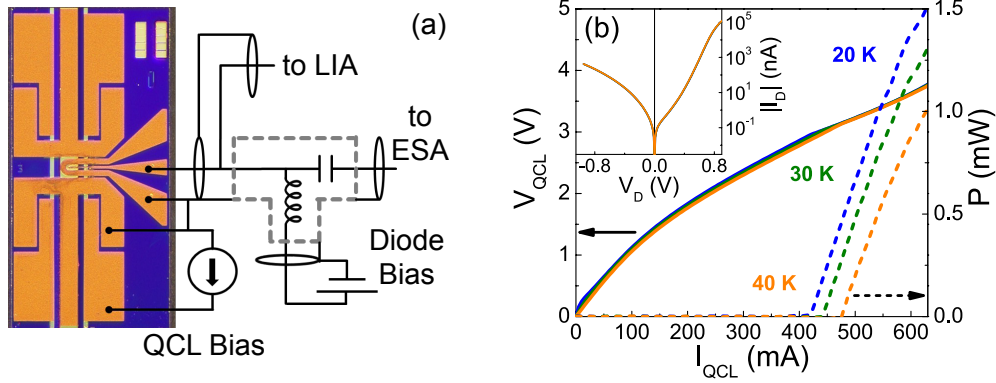 (a)
to LIA
to
ESA
Diode
Bias
QCL Bias
(b)
V_QCL (V)
5
4
3
2
1
0
0 100 200 300 400 500 600
I_QCL (mA)
P (mW)
1.5
1.0
0.5
0.0
20 K
30 K
40 K
|I_D| (nA)
10^5
10^3
10^1
10^-1
-0.8 0.0 0.8
V_D (V)